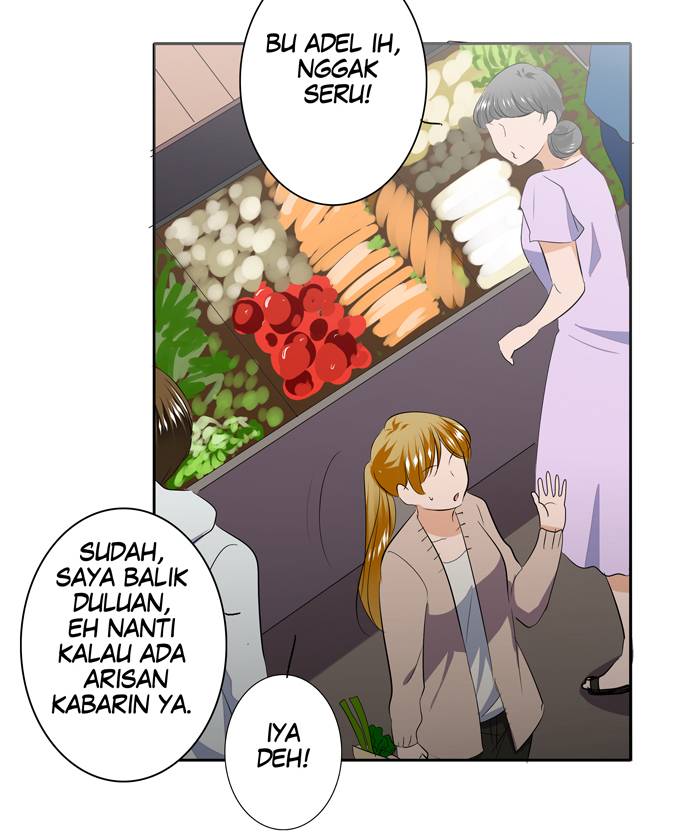 BU ADEL IH,
NGGAK
SERU!
SUDAH,
SAYA BALIK
DULUAN,
EH NANTI
KALAU ADA
ARISAN
KABARIN YA.
IYA
DEH!